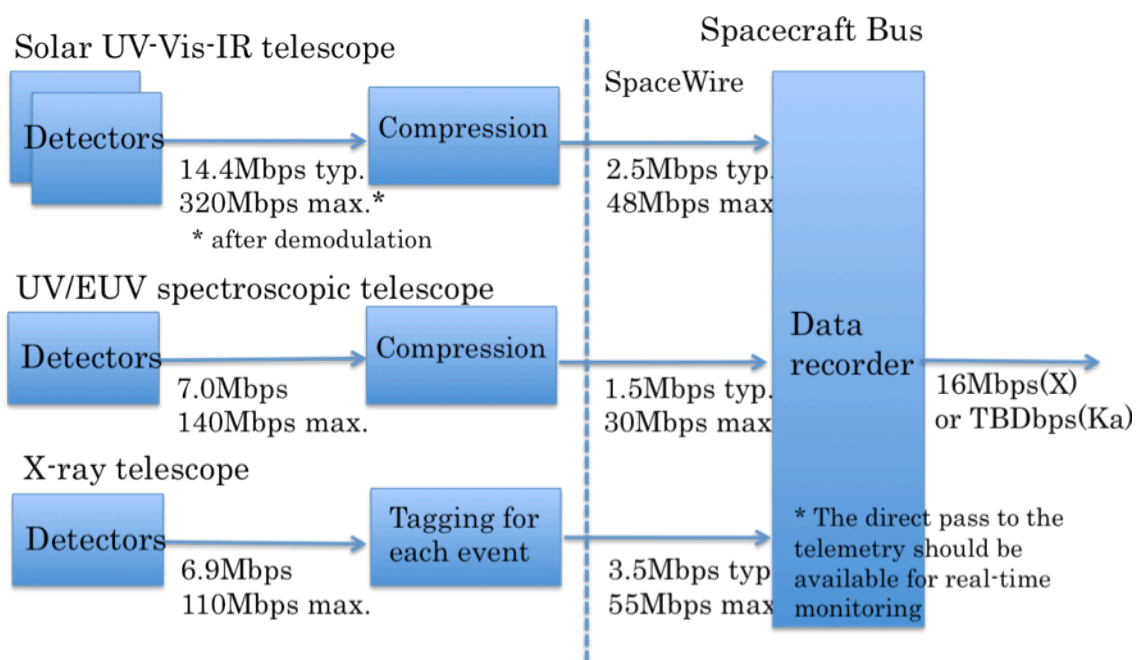 Spacecraft Bus
Solar UV-Vis-IR telescope
SpaceWire
Detectors
Compression
14.4Mbps typ.
320Mbps max.*
* after demodulation
2.5Mbps typ.
48Mbps max
UV/EUV spectroscopic telescope
Detectors
Compression
7.0Mbps
140Mbps max.
1.5Mbps typ.
30Mbps max
Data
recorder
16Mbps(X)
or TBDbps(Ka)
X-ray telescope
Detectors
Tagging for
each event
6.9Mbps
110Mbps max.
3.5Mbps typ
55Mbps max
* The direct pass to the
telemetry should be
available for real-time
monitoring